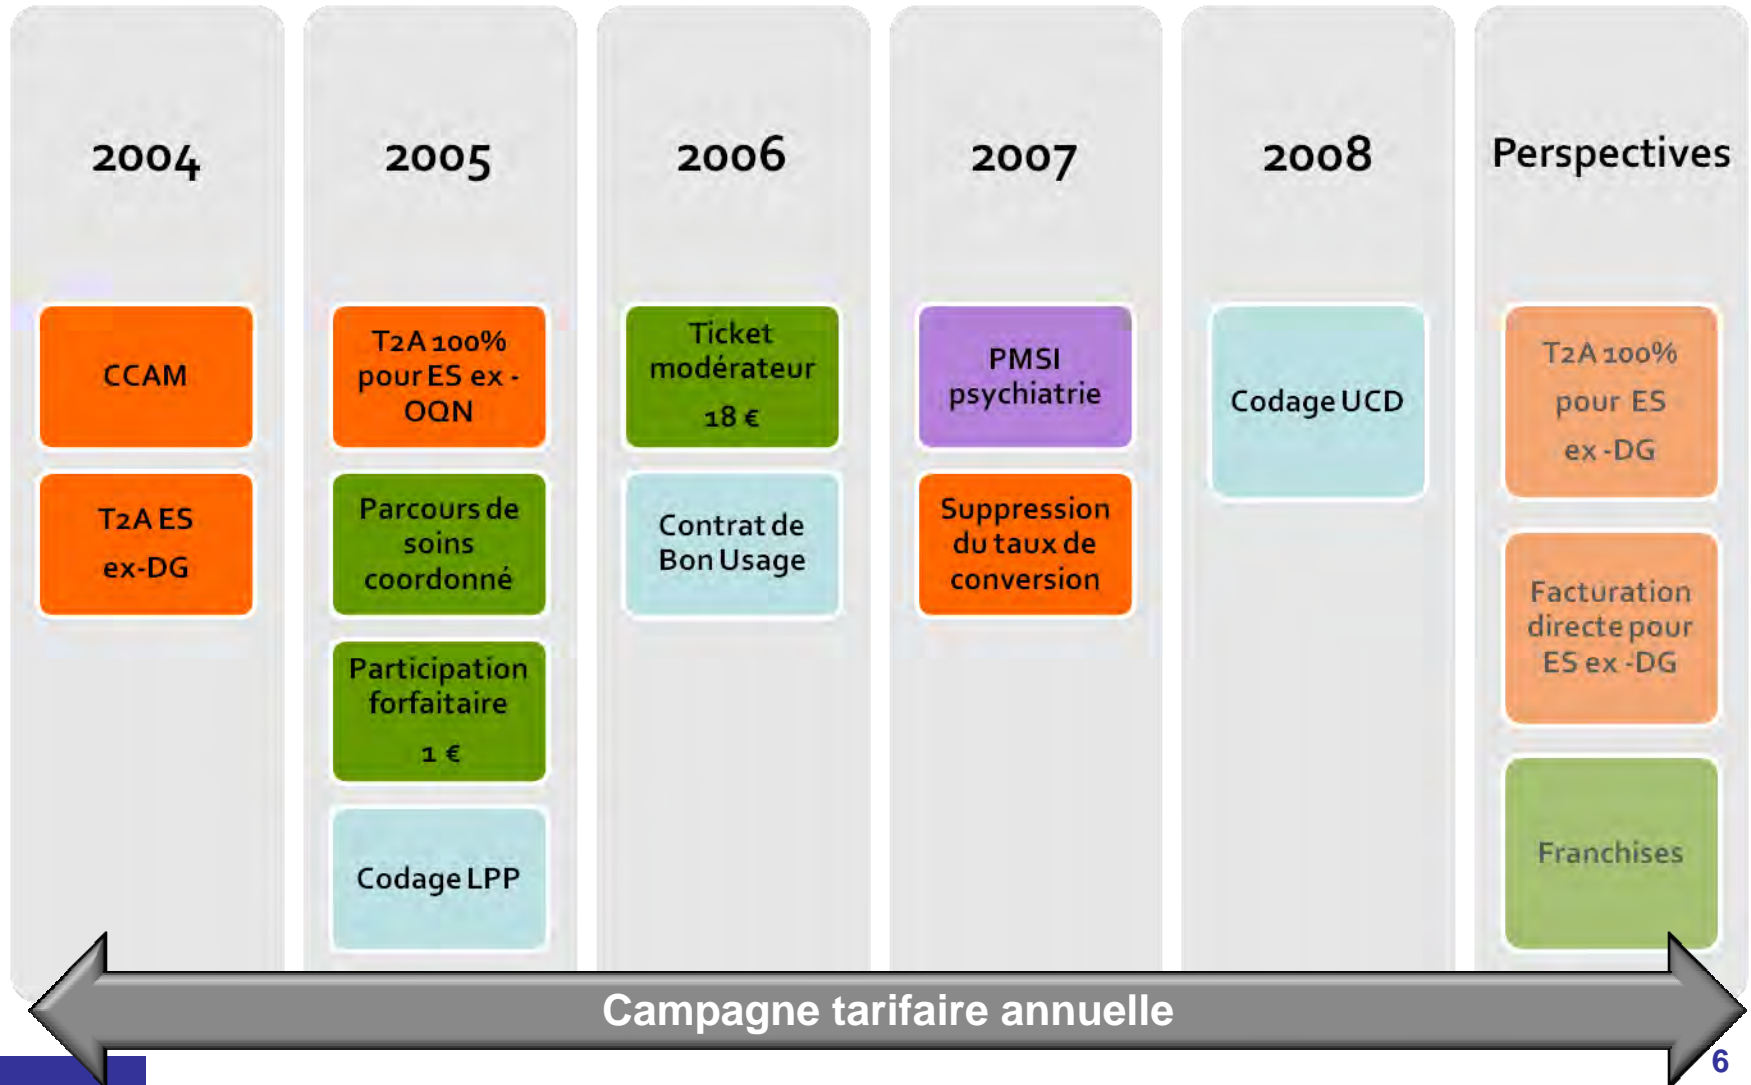 2004
CCAM
T2A ES
ex-DG
2005
T2A 100%
pour ES ex -
OQN
Parcours de
soins
coordonné
Participation
forfaitaire
1 €
Codage LPP
2006
Ticket
modérateur
18 €
Contrat de
Bon Usage
2007
PMSI
psychiatrie
Suppression
du taux de
conversion
2008
Codage UCD
Perspectives
T2A 100%
pour ES
ex -DG
Facturation
directe pour
ES ex -DG
Franchises
Campagne tarifaire annuelle
6